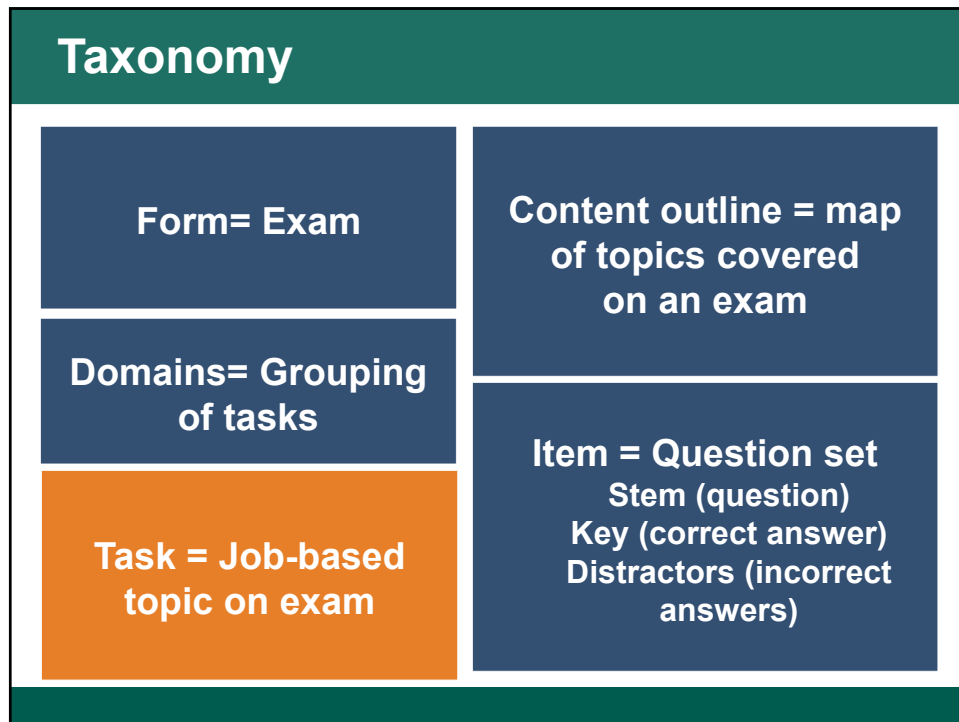 Taxonomy
Form= Exam
Domains= Grouping
of tasks
Task = Job-based
topic on exam
Content outline = map
of topics covered
on an exam
Item = Question set
Stem (question)
Key (correct answer)
Distractors (incorrect
answers)